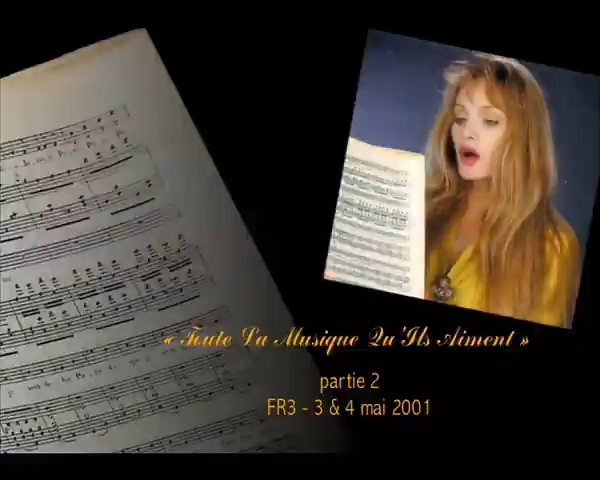 « Toute La Musique Qu'Ils Aiment »
partie 2
FR3 - 3 & 4 mai 2001